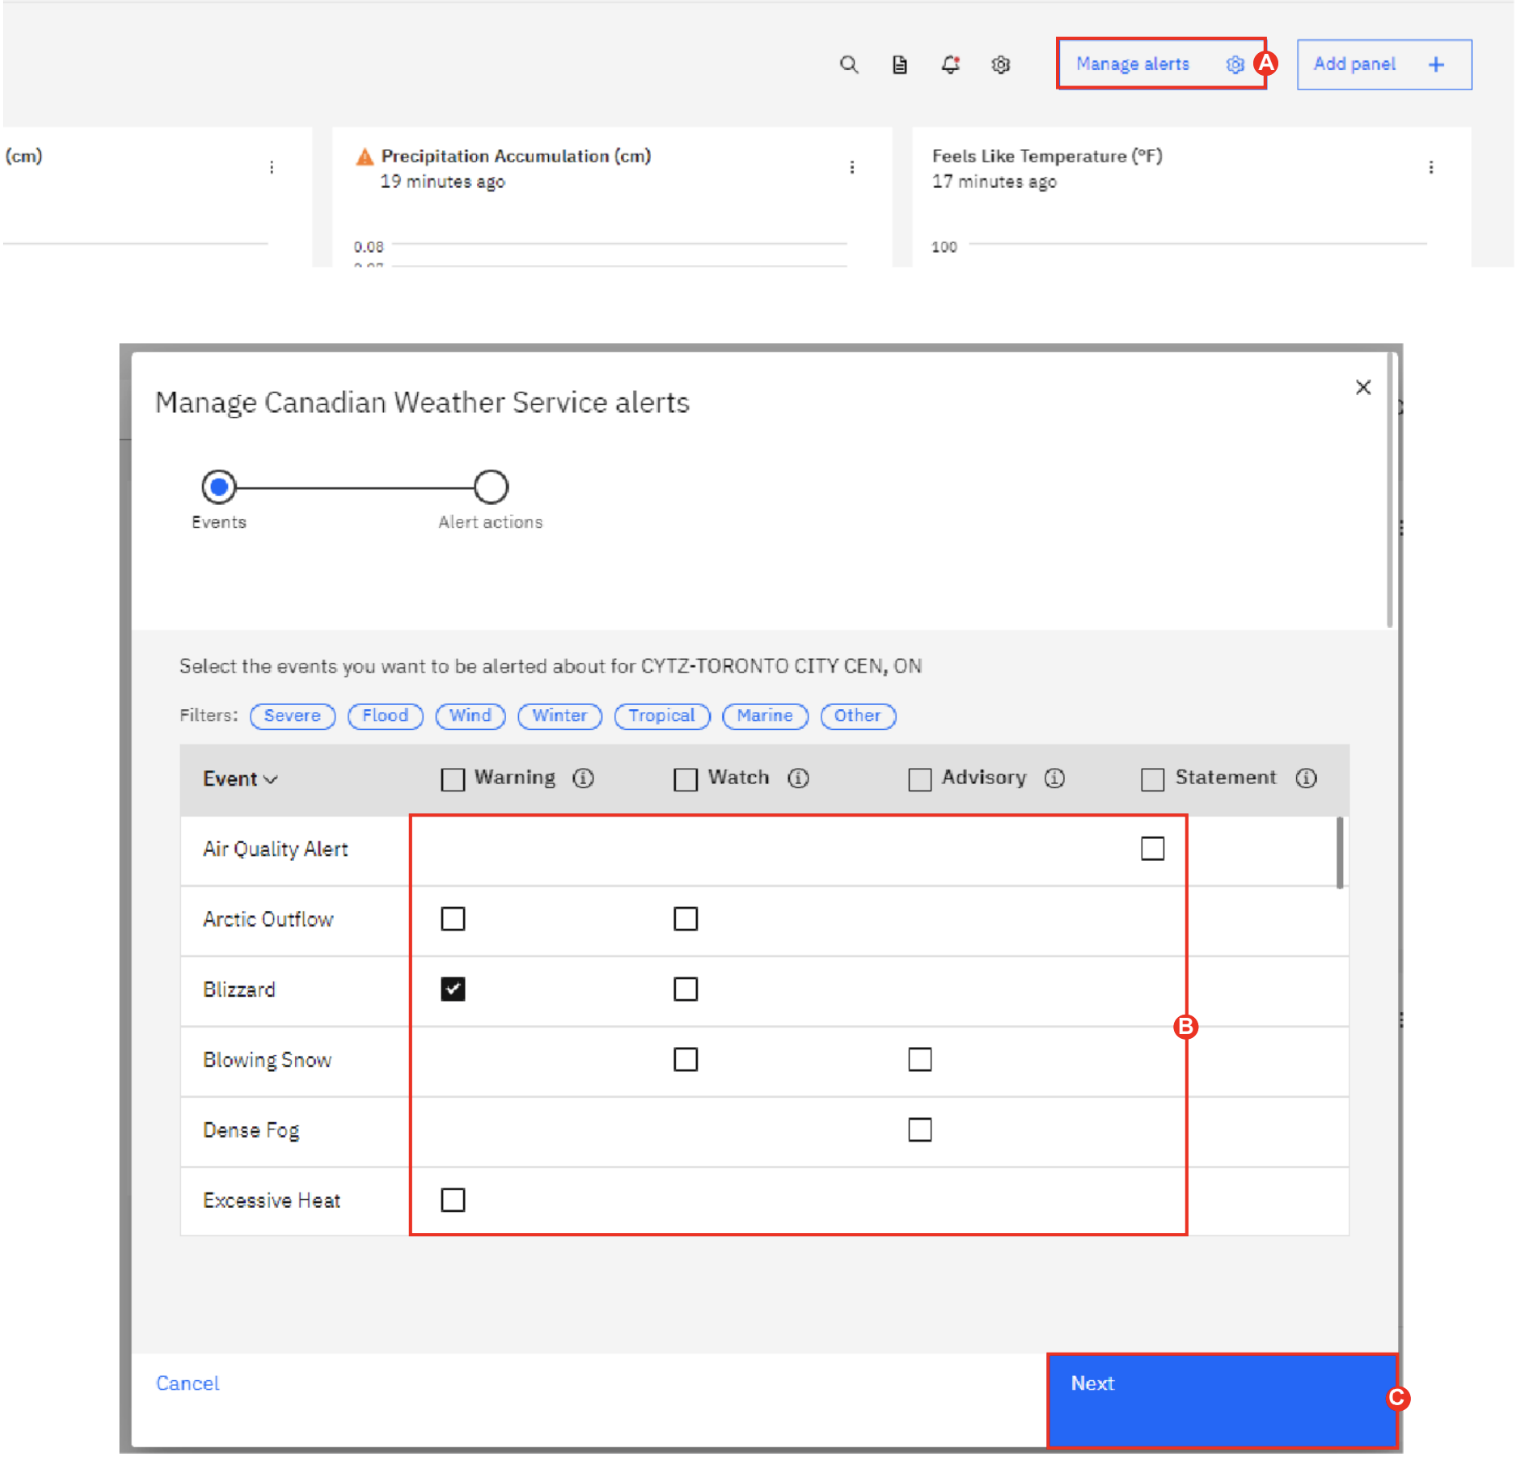 Manage alerts A Add panel +
(cm)
Precipitation Accumulation (cm)
19 minutes ago
0.08
Feels Like Temperature (°F)
17 minutes ago
100
Manage Canadian Weather Service alerts
Events Alert actions
Select the events you want to be alerted about for CYTZ-TORONTO CITY CEN, ON
Filters: Severe Flood Wind Winter Tropical Marine Other
Event Warning Watch Advisory Statement
Air Quality Alert
Arctic Outflow
Blizzard
B
Blowing Snow
Dense Fog
Excessive Heat
Cancel Next C